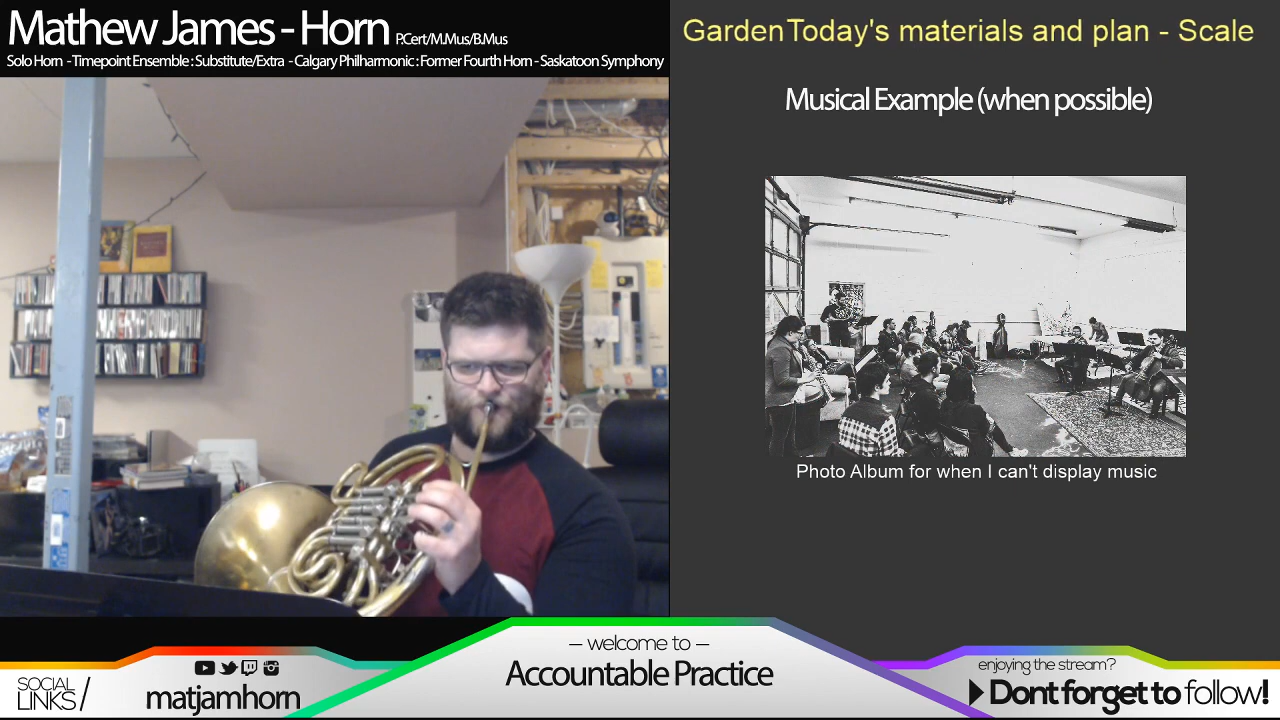 Mathew James - Horn P.Cert/M.Mus/B.Mus
Solo Horn - Timepoint Ensemble : Substitute/Extra - Calgary Philharmonic : Former Fourth Horn - Saskatoon Symphony
Garden Today's materials and plan - Scale
Musical Example (when possible)
Photo Album for when I can't display music
SOCIAL
LINKS
matjamhorn
– welcome to –
Accountable Practice
enjoying the stream?
Dont forget to follow!